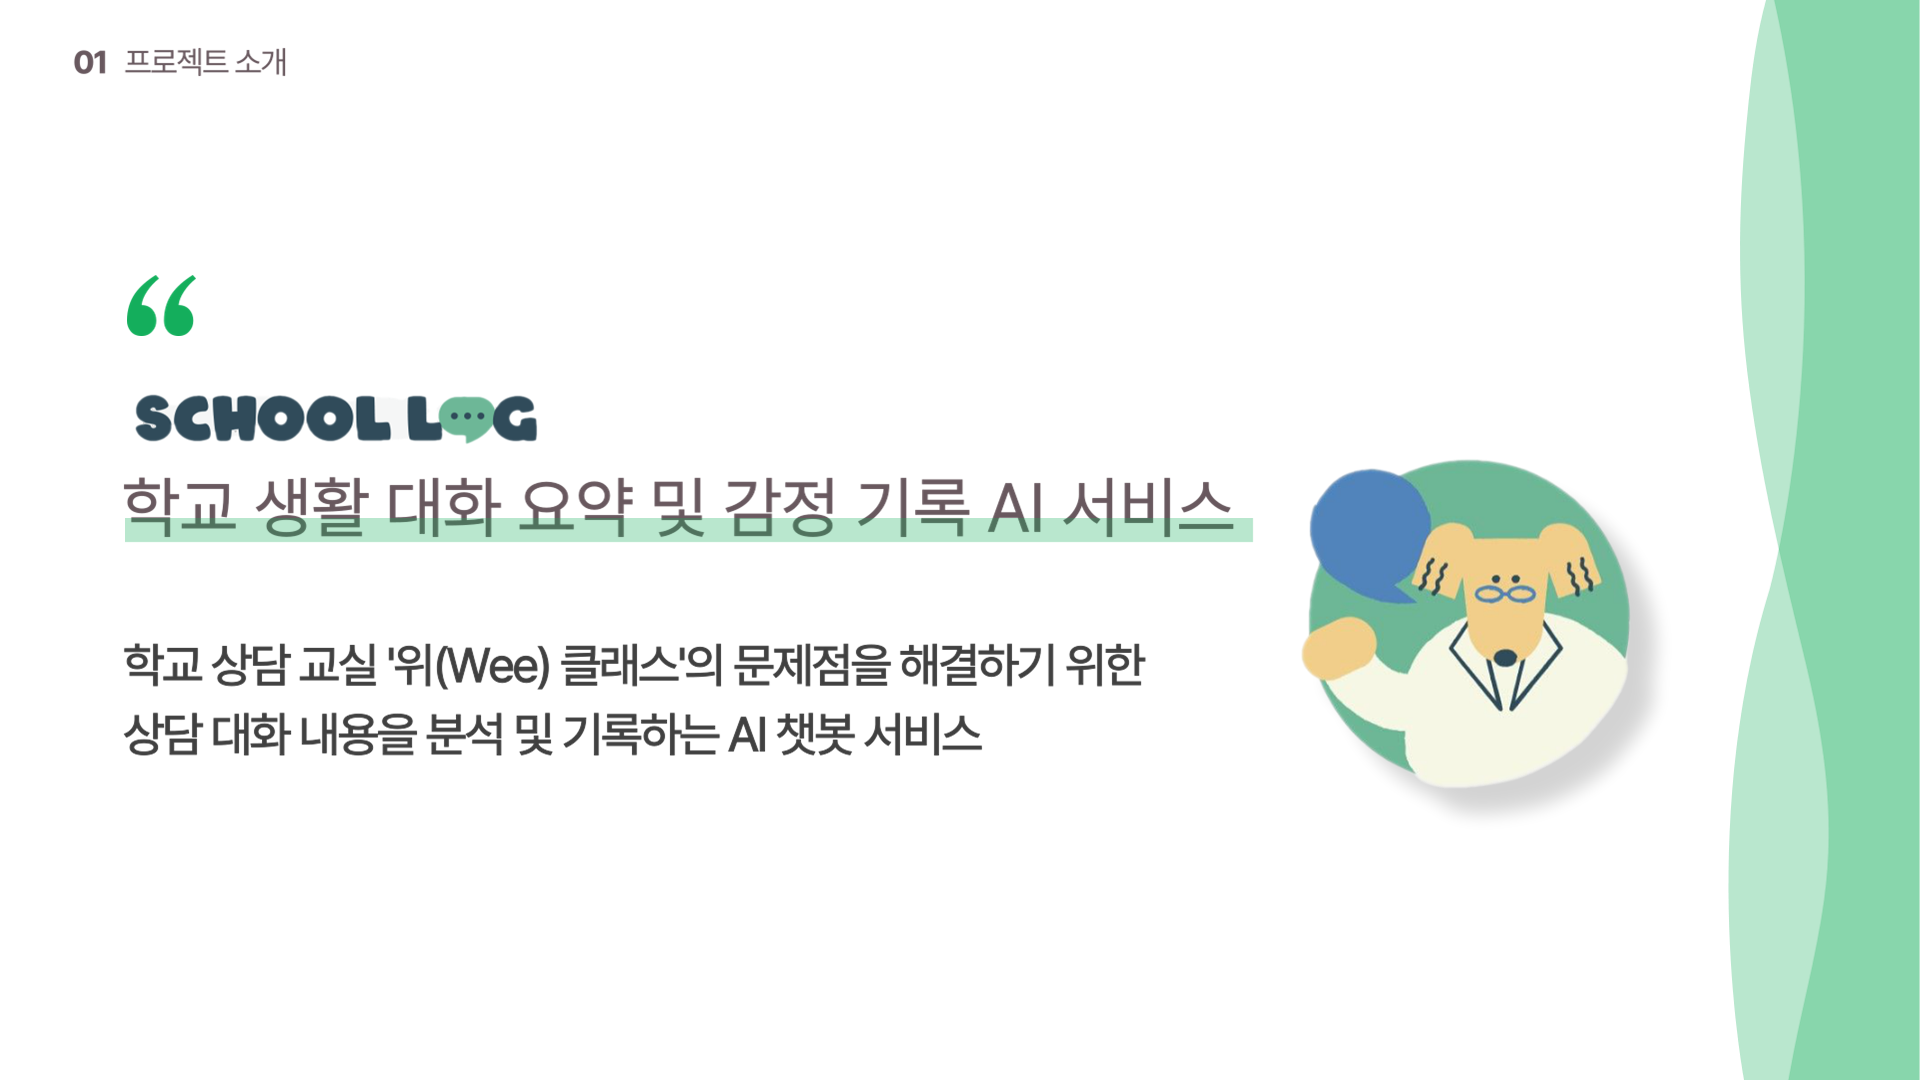 01 프로젝트 소개
“
SCHOOL LOG
학교 생활 대화 요약 및 감정 기록 AI 서비스
학교 상담 교실 '위(Wee) 클래스'의 문제점을 해결하기 위한
상담 대화 내용을 분석 및 기록하는 AI 챗봇 서비스